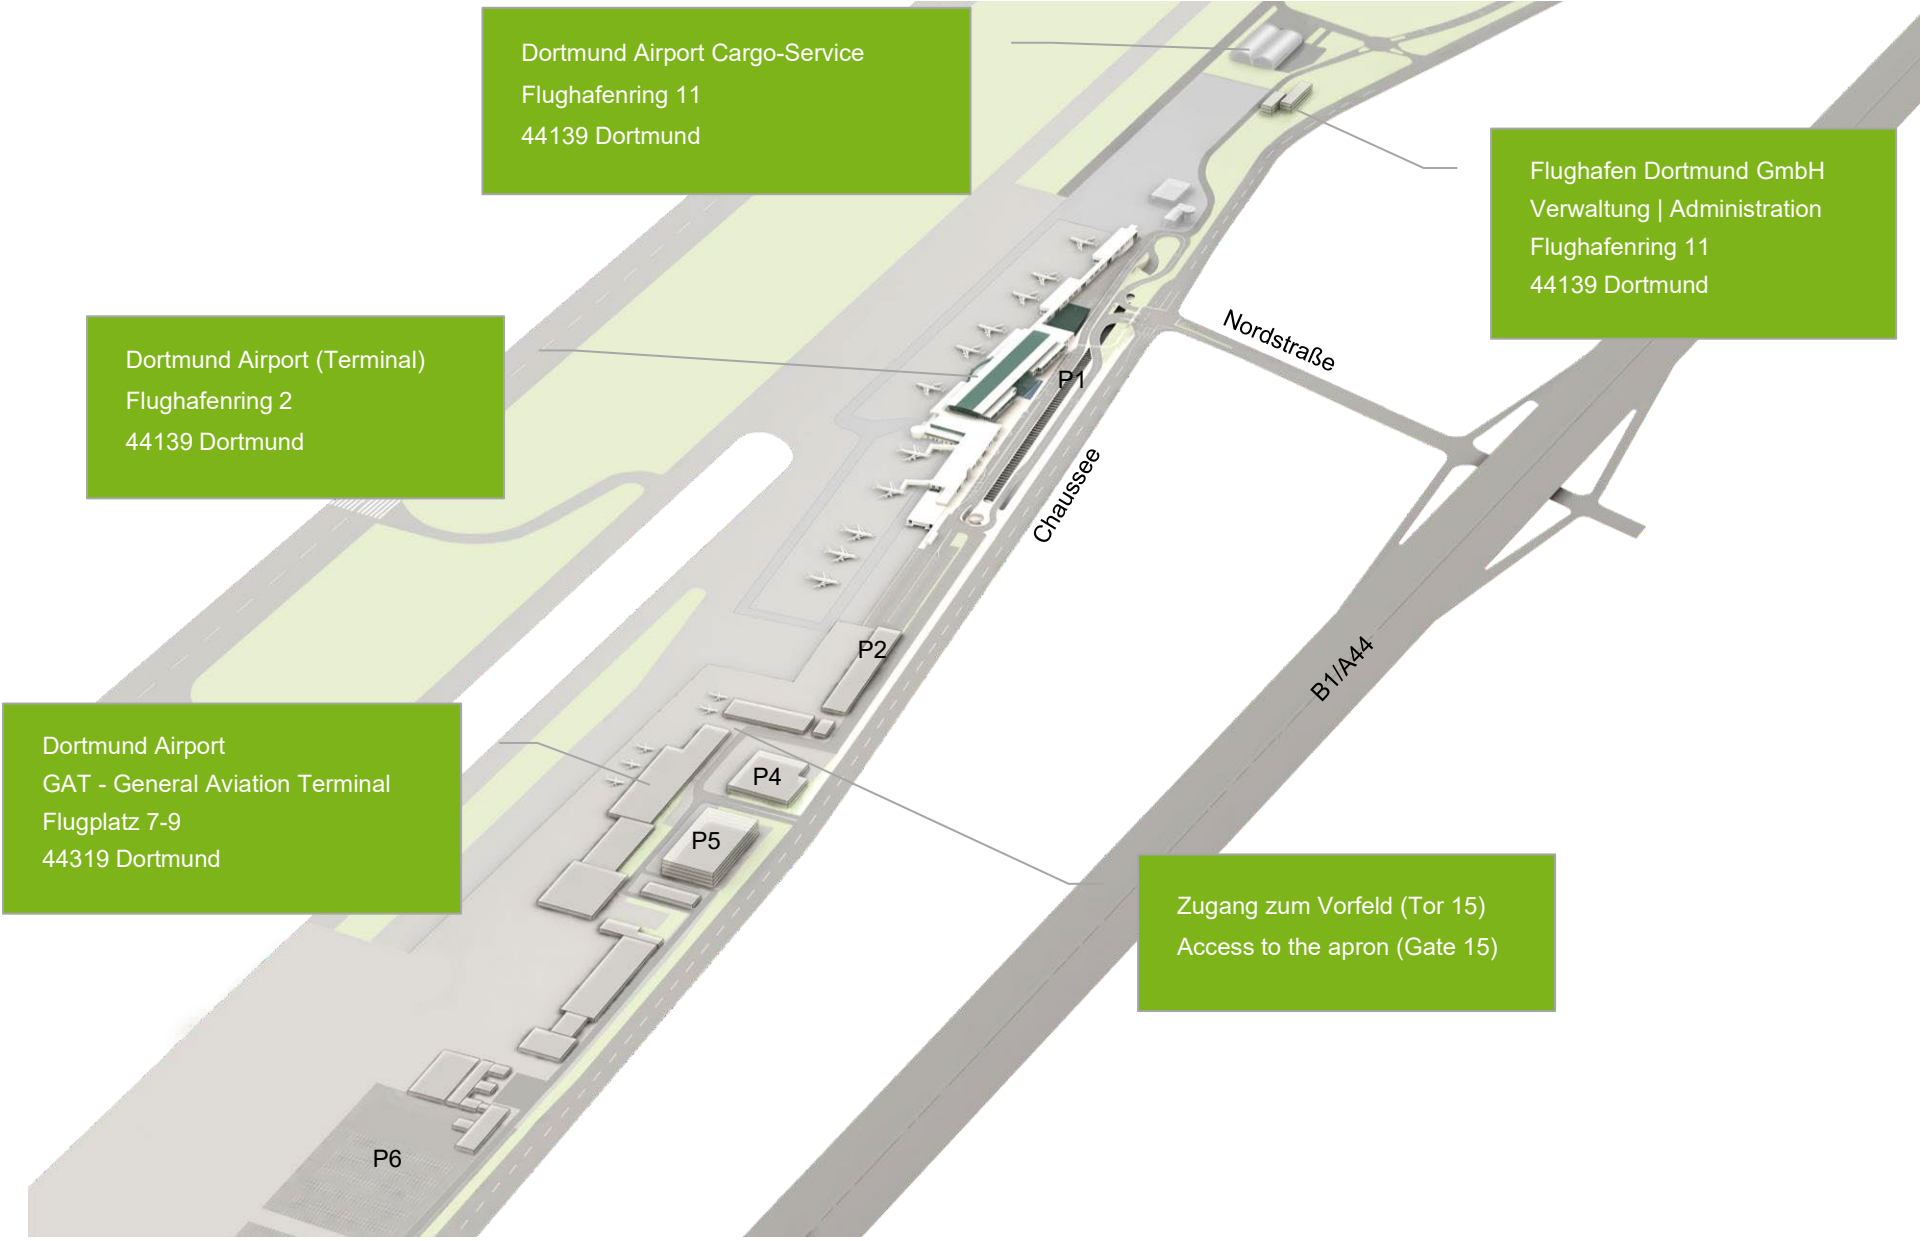 Dortmund Airport Cargo-Service
Flughafenring 11
44139 Dortmund
Flughafen Dortmund GmbH
Verwaltung | Administration
Flughafenring 11
44139 Dortmund
Dortmund Airport (Terminal)
Flughafenring 2
44139 Dortmund
Nordstraße
P1
Chaussee
P2
B1/A44
Dortmund Airport
GAT - General Aviation Terminal
Flugplatz 7-9
44319 Dortmund
P4
P5
Zugang zum Vorfeld (Tor 15)
Access to the apron (Gate 15)
P6